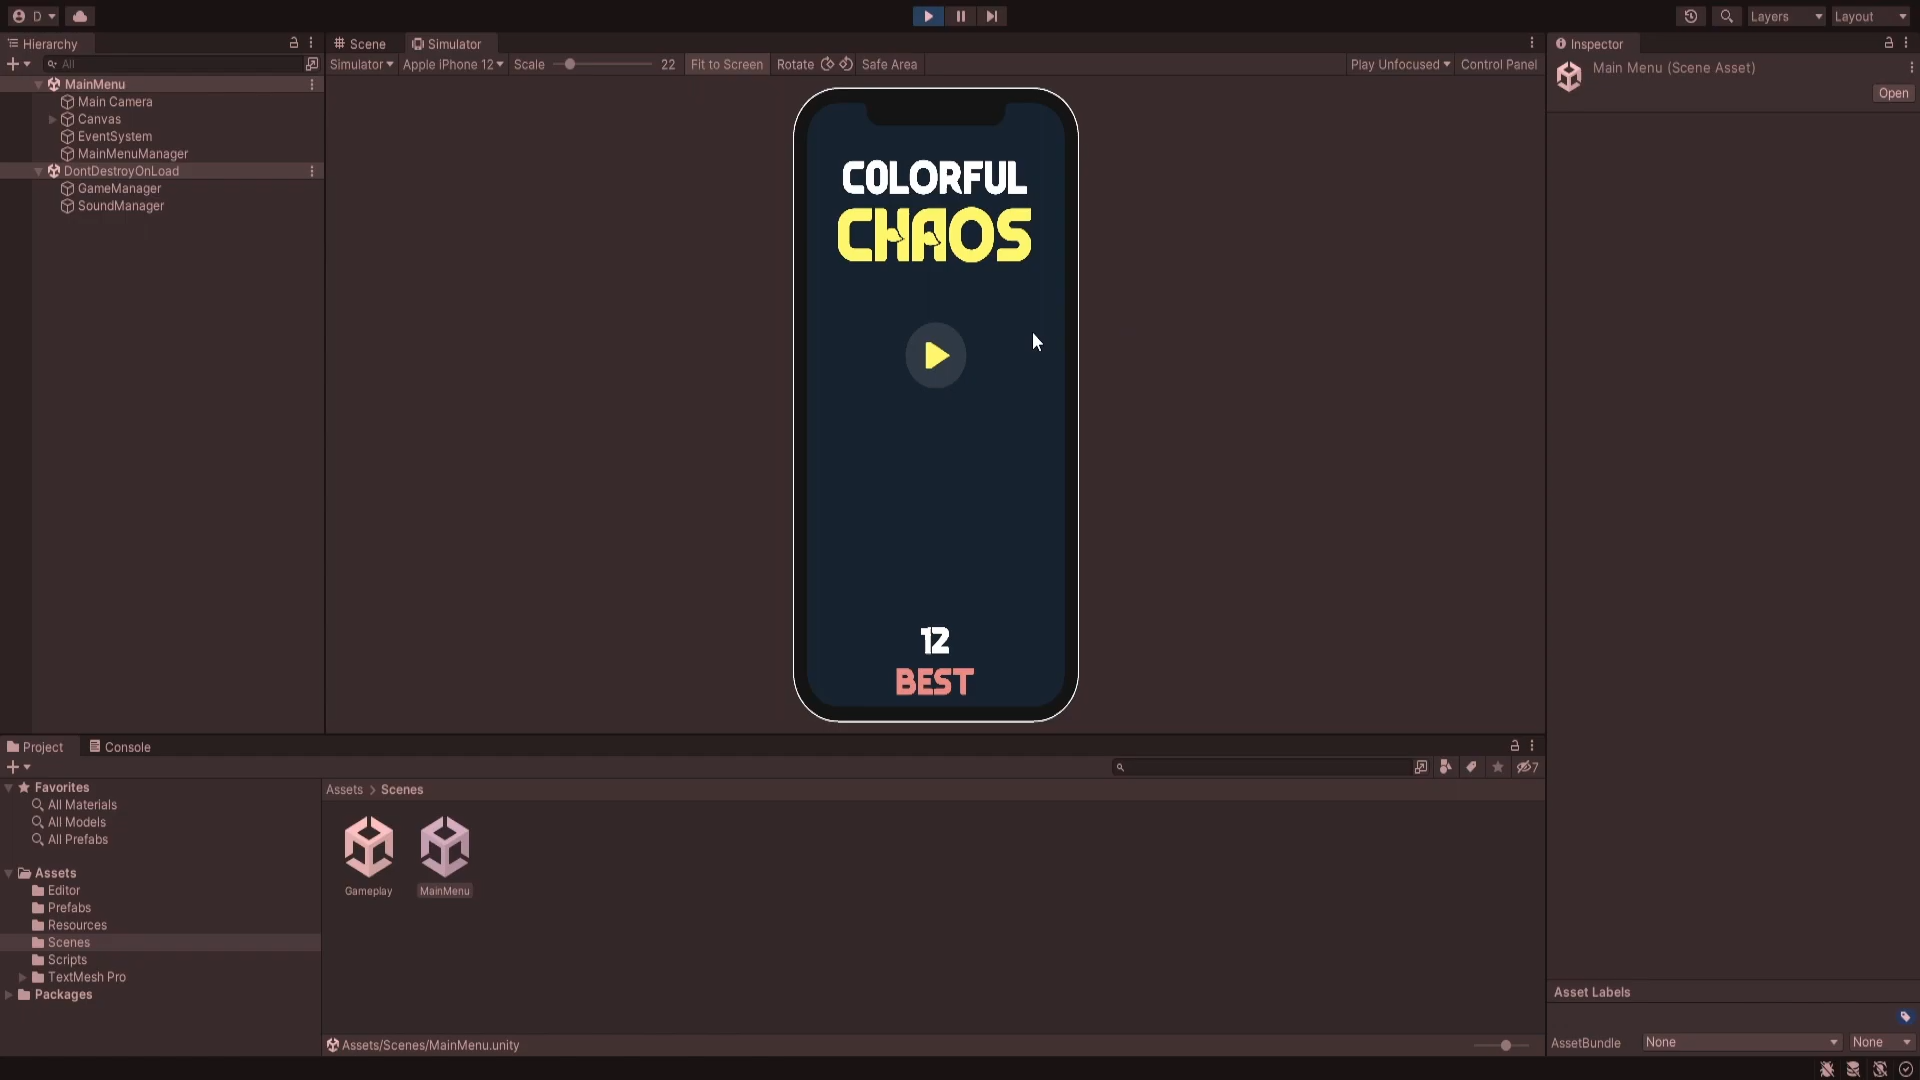 D
Layers
Layout
Hierarchy
Scene
Simulator
Inspector
All
Simulator
Apple iPhone 12
Scale
22
Fit to Screen
Rotate
Safe Area
Play Unfocused
Control Panel
Main Menu (Scene Asset)
Open
MainMenu
Main Camera
Canvas
EventSystem
MainMenuManager
DontDestroyOnLoad
GameManager
SoundManager
COLORFUL
CHAOS
12
BEST
Project
Console
7
Favorites
All Materials
All Models
All Prefabs
Assets
Editor
Prefabs
Resources
Scenes
Scripts
TextMesh Pro
Packages
Assets > Scenes
Gameplay
MainMenu
Assets/Scenes/MainMenu.unity
Asset Labels
AssetBundle
None
None